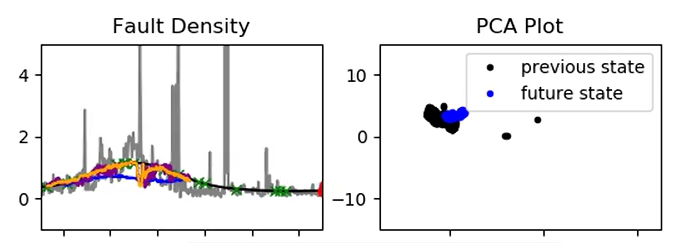 Fault Density
PCA Plot
4
2
0
10
0
−10
previous state
future state